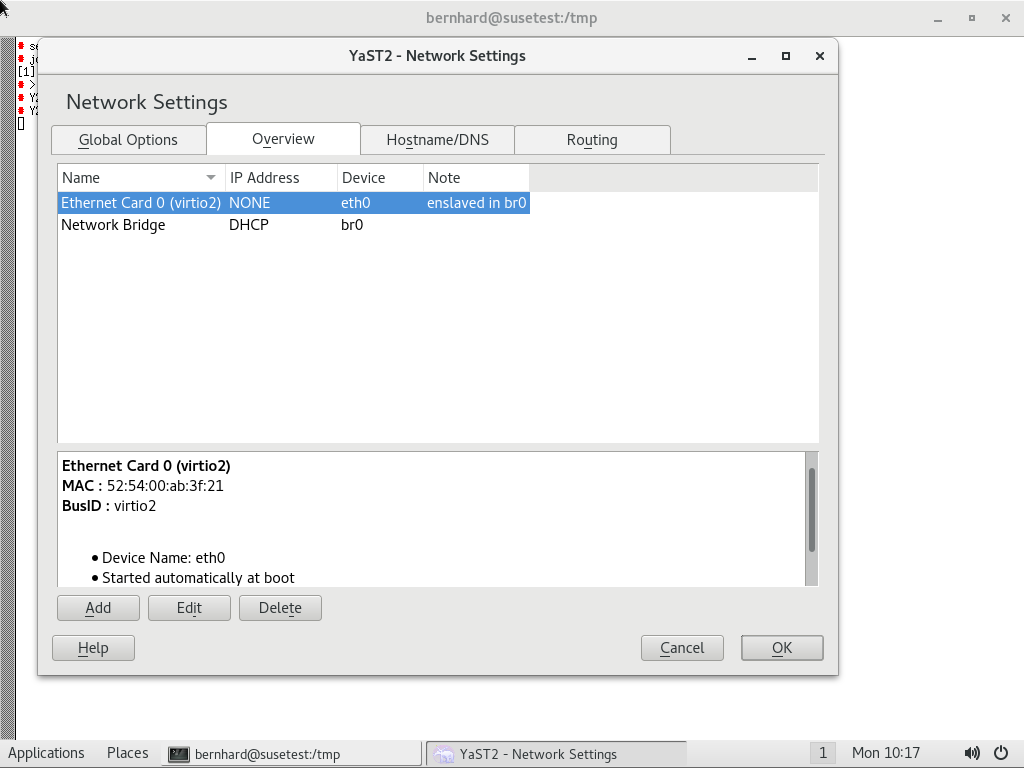 bernhard@susetest:/tmp
YaST2 - Network Settings
[1]
>
Network Settings
Global Options Overview Hostname/DNS Routing
Name IP Address Device Note
Ethernet Card 0 (virtio2) NONE eth0 enslaved in br0
Network Bridge DHCP br0
Ethernet Card 0 (virtio2)
MAC : 52:54:00:ab:3f:21
BusID : virtio2
• Device Name: eth0
• Started automatically at boot
Add Edit Delete
Help Cancel OK
Applications Places bernhard@susetest:/tmp YaST2 - Network Settings 1 Mon 10:17